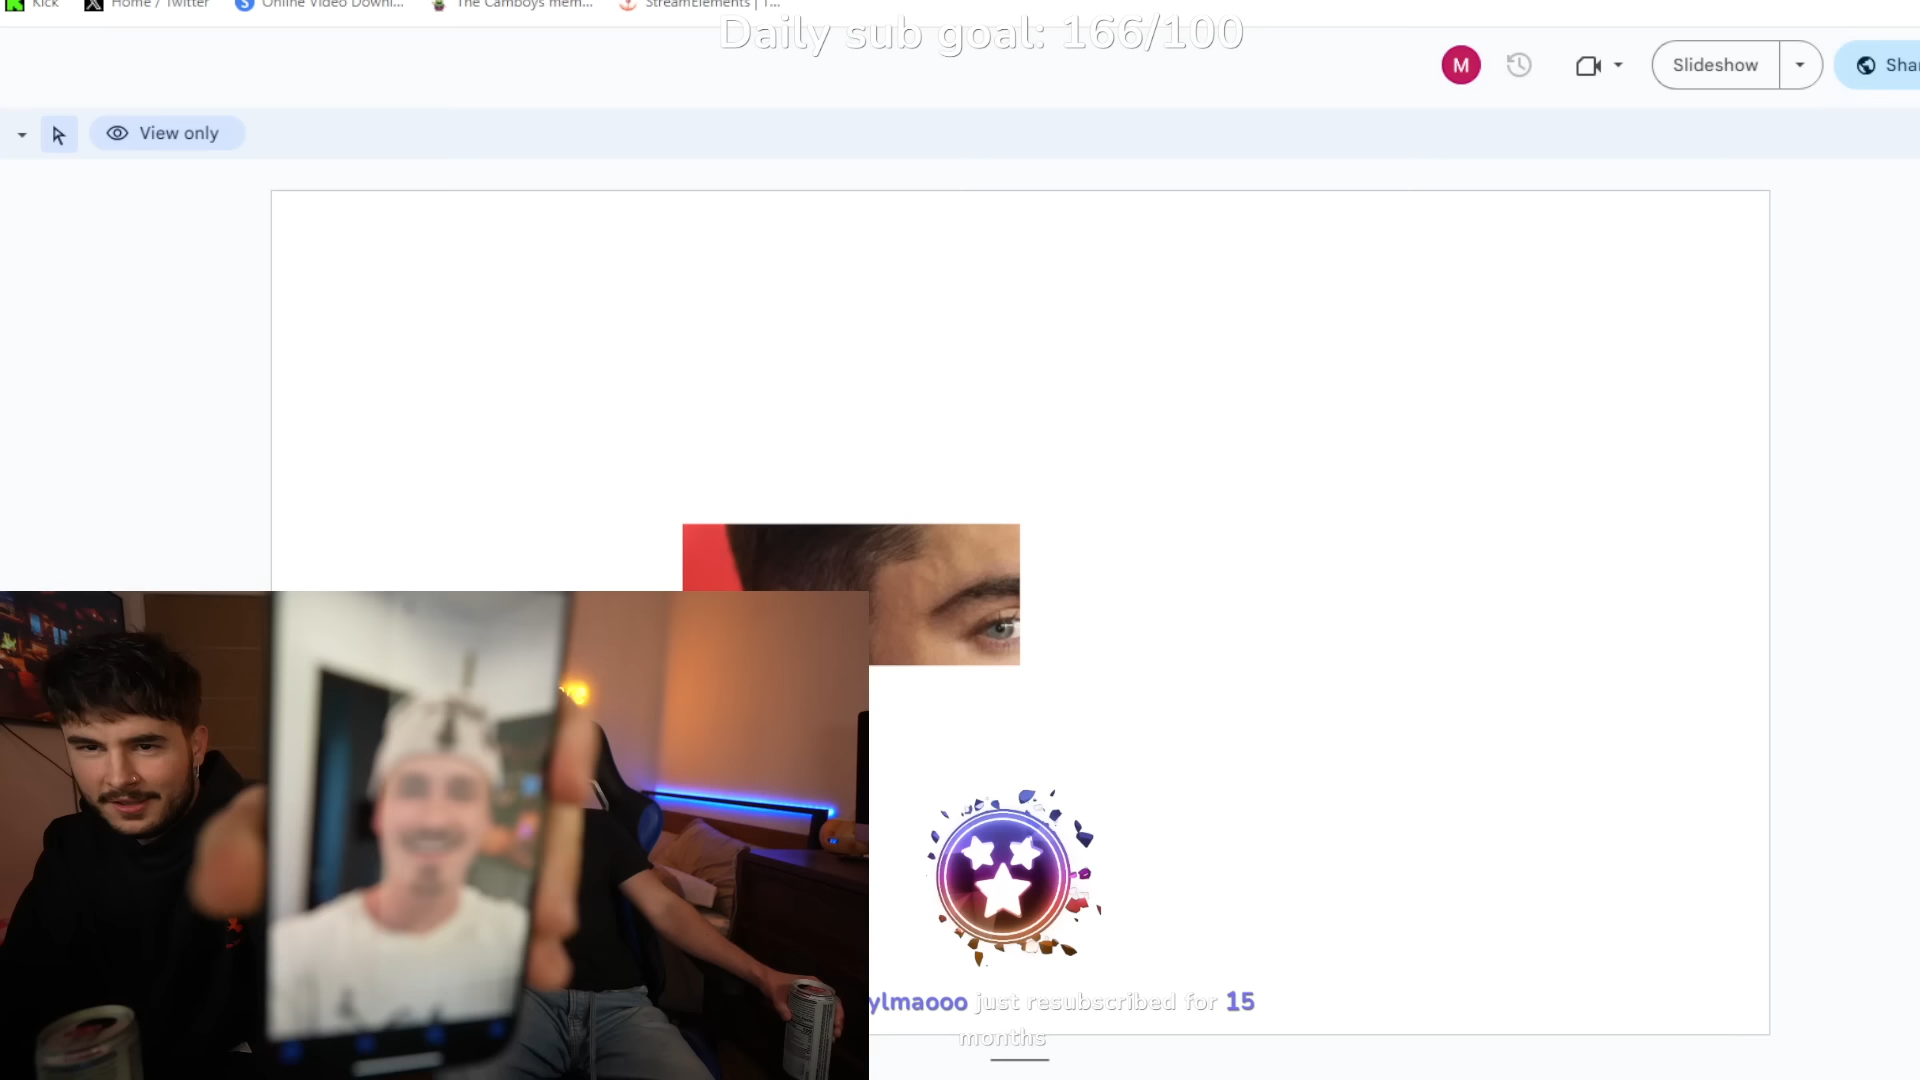 Kick
Home / Twitter
Online Video Downl...
The Camboys mem...
StreamElements | T...
Daily sub goal: 166/100
M
Slideshow
Shar
View only
ylmaooo just resubscribed for 15
months